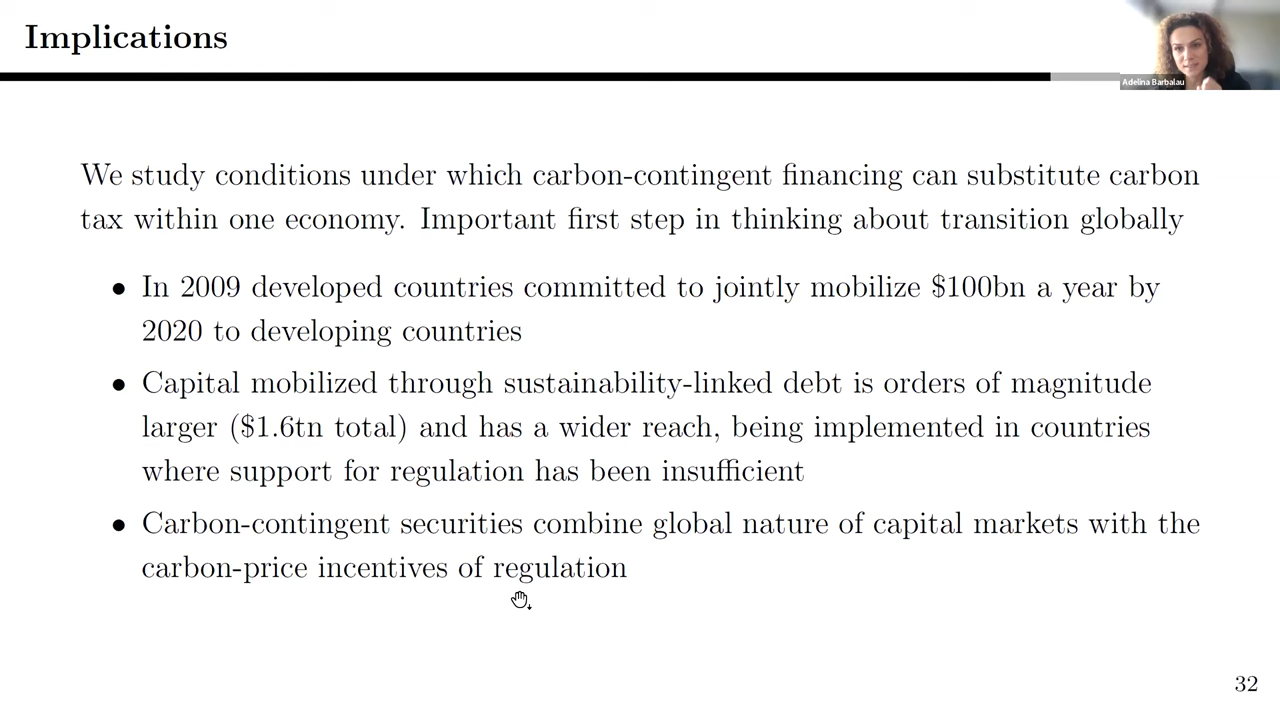 Implications
Adelina Barbalau
We study conditions under which carbon-contingent financing can substitute carbon
tax within one economy. Important first step in thinking about transition globally
• In 2009 developed countries committed to jointly mobilize $100bn a year by
2020 to developing countries
• Capital mobilized through sustainability-linked debt is orders of magnitude
larger ($1.6tn total) and has a wider reach, being implemented in countries
where support for regulation has been insufficient
• Carbon-contingent securities combine global nature of capital markets with the
carbon-price incentives of regulation
32